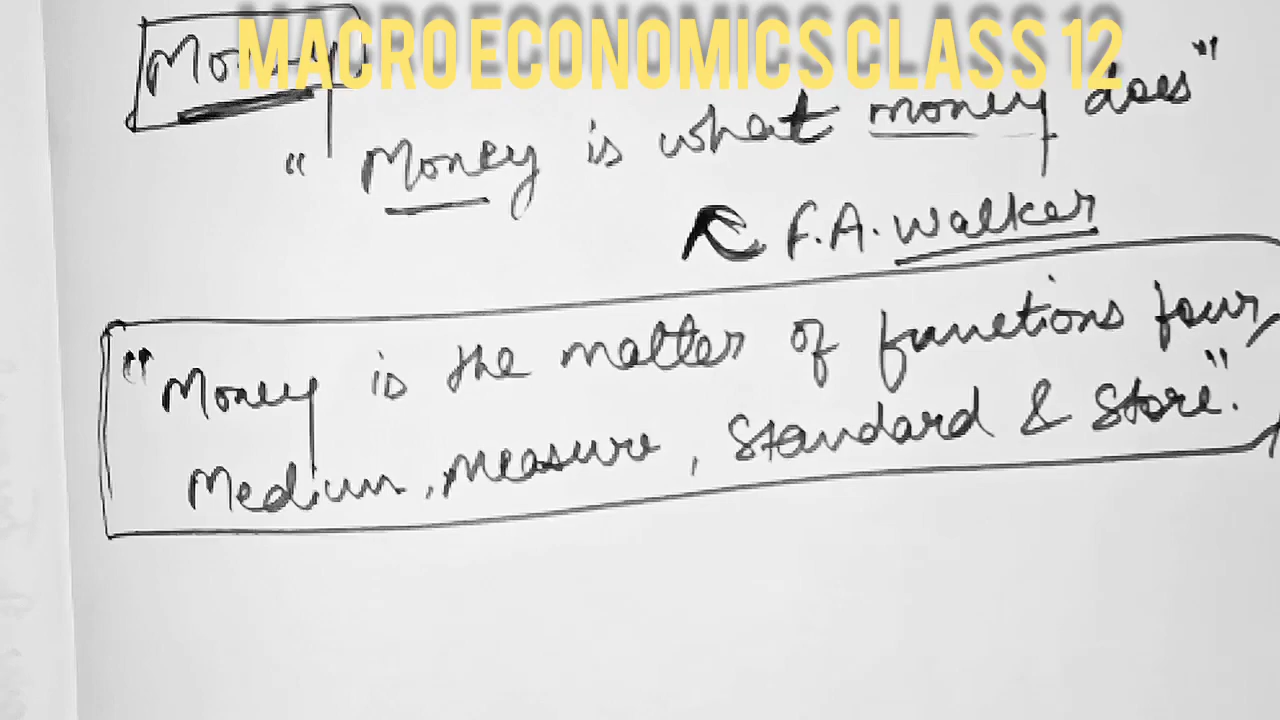 MACRO ECONOMICS CLASS 12
Money
" Money is what money does"
F.A. Walker
"Money is the matter of functions four,
Medium, Measure, Standard & Store."